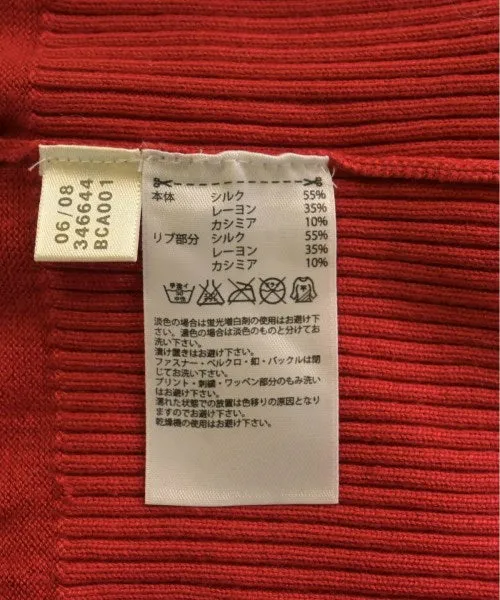 06/08
346644
BCA001
本体 シルク 55%
レーヨン 35%
カシミア 10%
リブ部分 シルク 55%
レーヨン 35%
カシミア 10%
手洗イ
中性
淡色の場合は蛍光増白剤の使用はお避け下
さい。濃色の場合は淡色のものと分けてお
洗い下さい。
漬け置きはお避け下さい。
ファスナー・ベルクロ・釦・バックルは閉
じてお洗い下さい。
プリント・刺繍・ワッペン部分のもみ洗い
はお避け下さい。
濡れた状態での放置は色移りの原因となり
ますのでお避け下さい。
乾燥機の使用はお避け下さい。